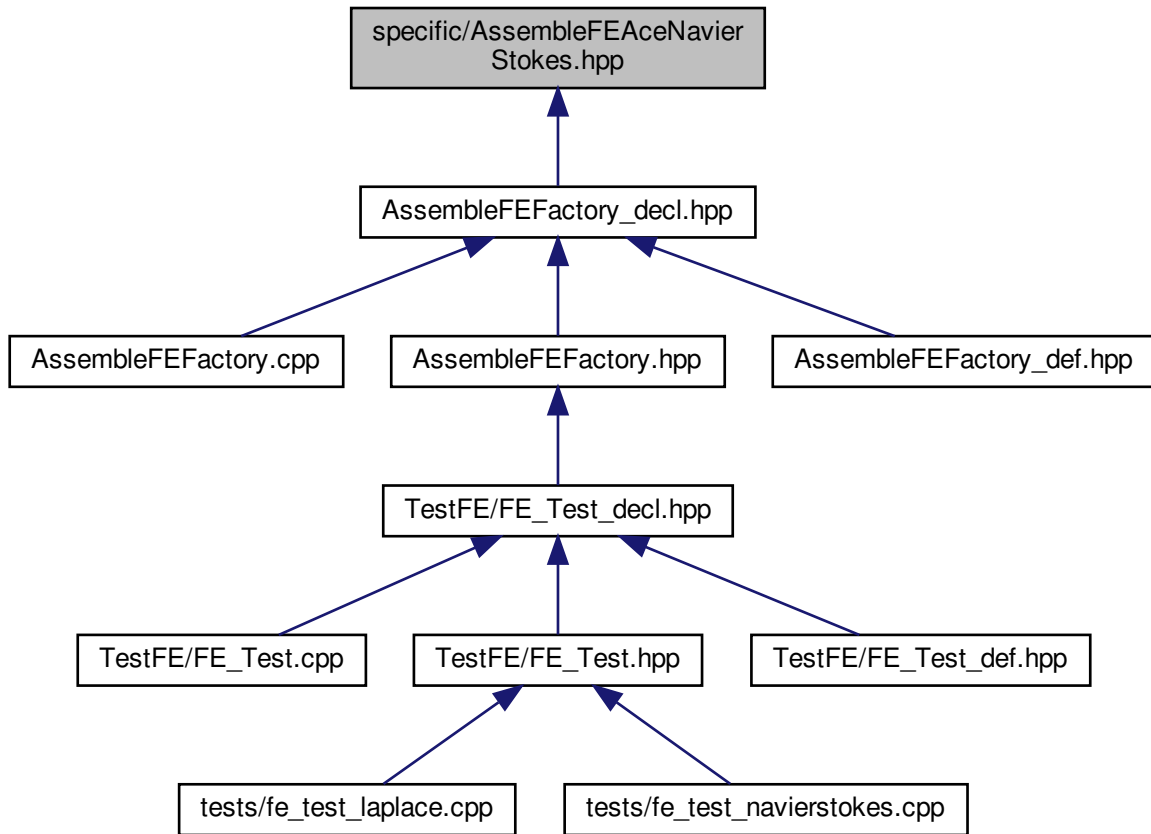 specific/AssembleFEAceNavier
Stokes.hpp
AssembleFEFactory_decl.hpp
AssembleFEFactory.cpp
AssembleFEFactory.hpp
AssembleFEFactory_def.hpp
TestFE/FE_Test_decl.hpp
TestFE/FE_Test.cpp
TestFE/FE_Test.hpp
TestFE/FE_Test_def.hpp
tests/fe_test_laplace.cpp
tests/fe_test_navierstokes.cpp